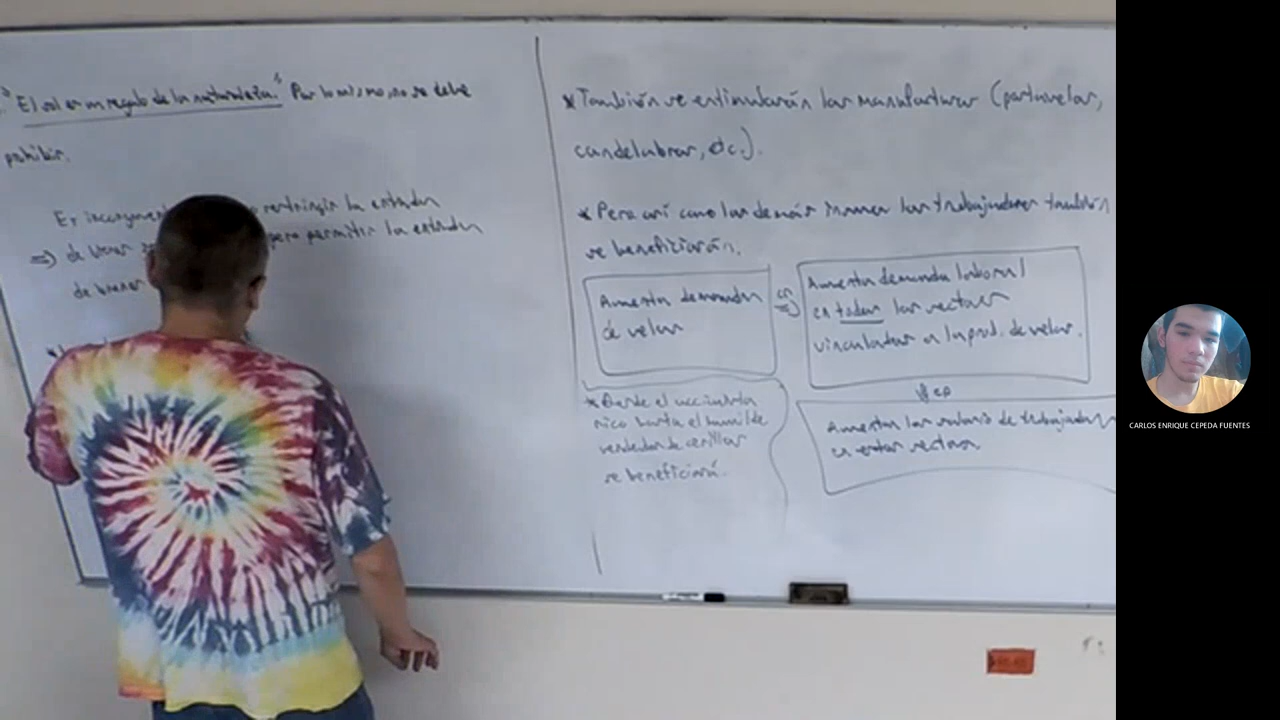 "El sol es un regalo de la naturaleza." Por lo mismo, no se debe
prohibir.
Es restringir la entrada
=> de bienes pero permitir la entrada
de bienes
* También se estimularán las manufacturas (portavelas,
candelabros, etc.).
* Pero así como las demás ramas los trabajadores también
se beneficiarán.
Aumenta demanda
de velas
=>
Aumenta demanda laboral
en todos los sectores
vinculados a la prod. de velas.
* Desde el accionista
rico hasta el humilde
vendedor de cerillas
se beneficiará.
Aumentan los salarios de trabajadores
en estos sectores.
CARLOS ENRIQUE CEPEDA FUENTES